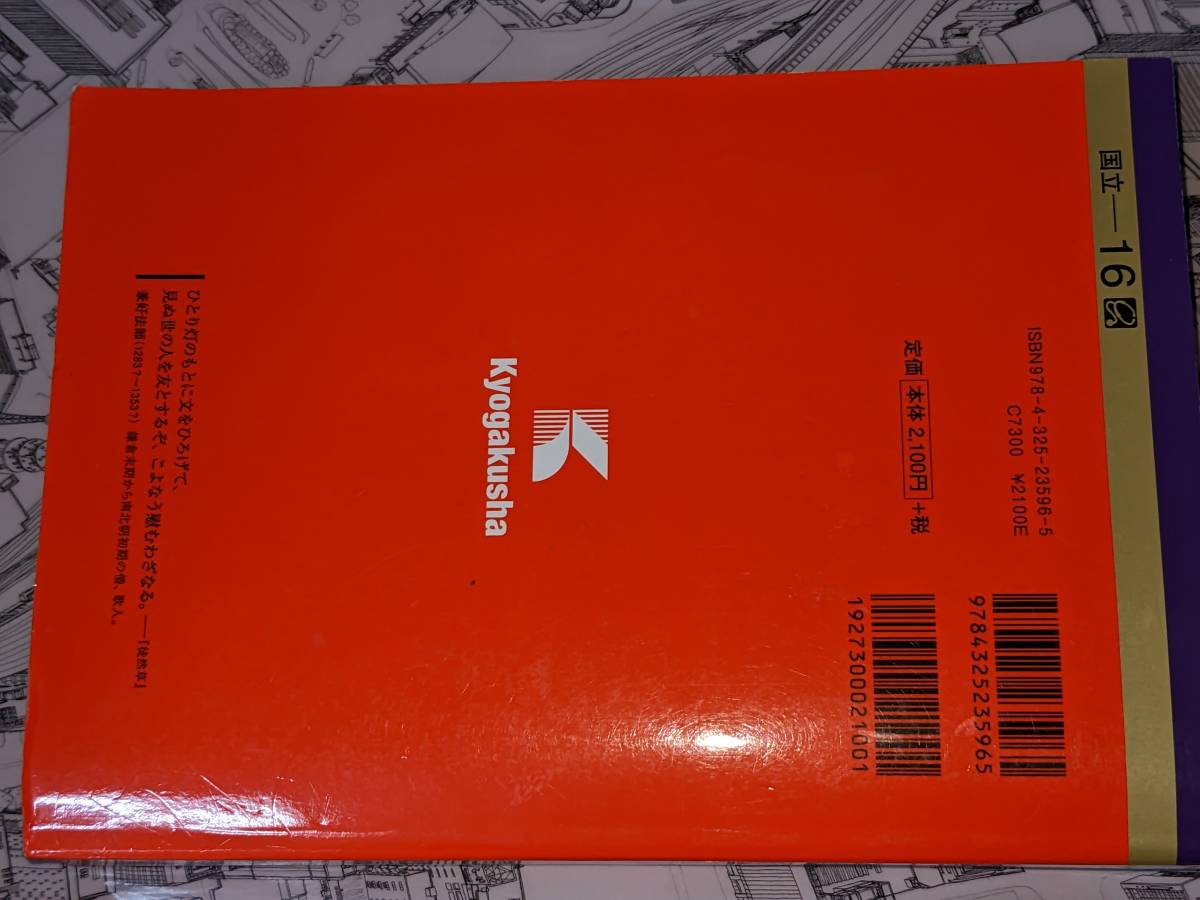 国立―16
ISBN978-4-325-23596-5
C7300 ¥2100E
定価 本体2,100円 +税
9784325235965
1927300021001
Kyogakusha
ひとり灯のもとに文をひろげて、
見ぬ世の人を友とするぞ、こよなう慰むわざなる。―『徒然草』
兼好法師(1283?~1353?) 鎌倉末期から南北朝初期の僧、歌人。